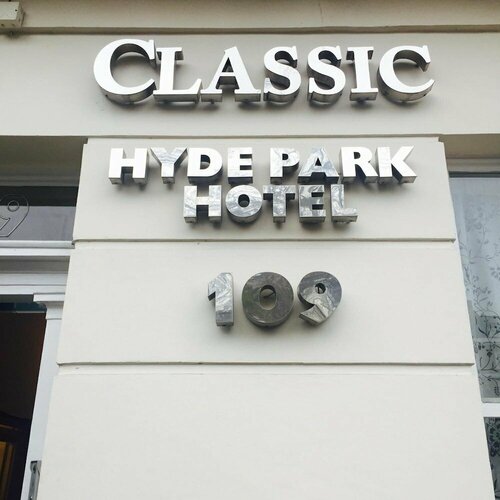 CLASSIC
HYDE PARK
HOTEL
109